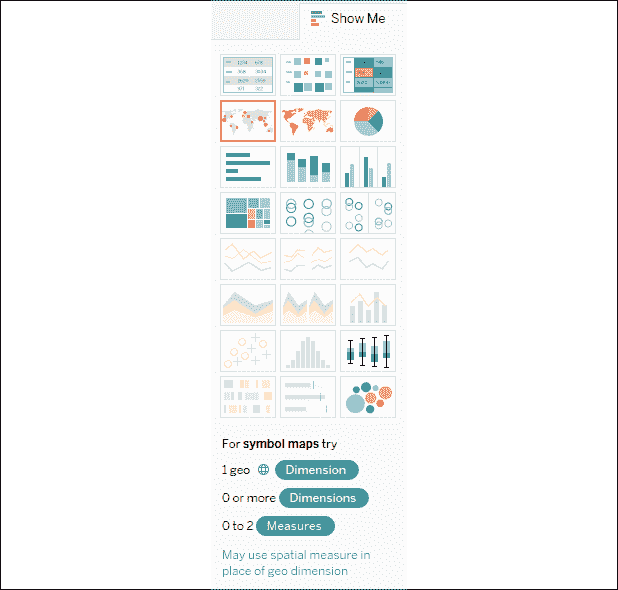 Show Me
For symbol maps try
1 geo Dimension
0 or more Dimensions
0 to 2 Measures
May use spatial measure in
place of geo dimension